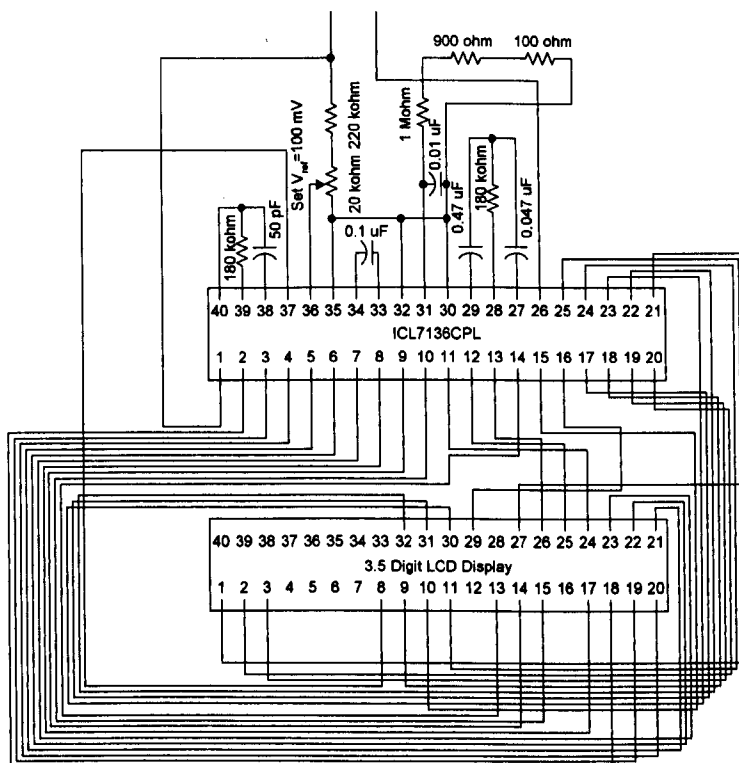 900 ohm 100 ohm
Set Vref=100 mV
20 kohm 220 kohm
1 Mohm
0.01 uF
0.47 uF
180 kohm
0.047 uF
180 kohm
50 pF
0.1 uF
40 39 38 37 36 35 34 33 32 31 30 29 28 27 26 25 24 23 22 21
ICL7136CPL
1 2 3 4 5 6 7 8 9 10 11 12 13 14 15 16 17 18 19 20
40 39 38 37 36 35 34 33 32 31 30 29 28 27 26 25 24 23 22 21
3.5 Digit LCD Display
1 2 3 4 5 6 7 8 9 10 11 12 13 14 15 16 17 18 19 20